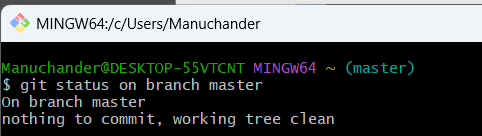 MINGW64:/c/Users/Manuchander
Manuchander@DESKTOP-55VTCNT MINGW64 ~ (master)
$ git status on branch master
On branch master
nothing to commit, working tree clean